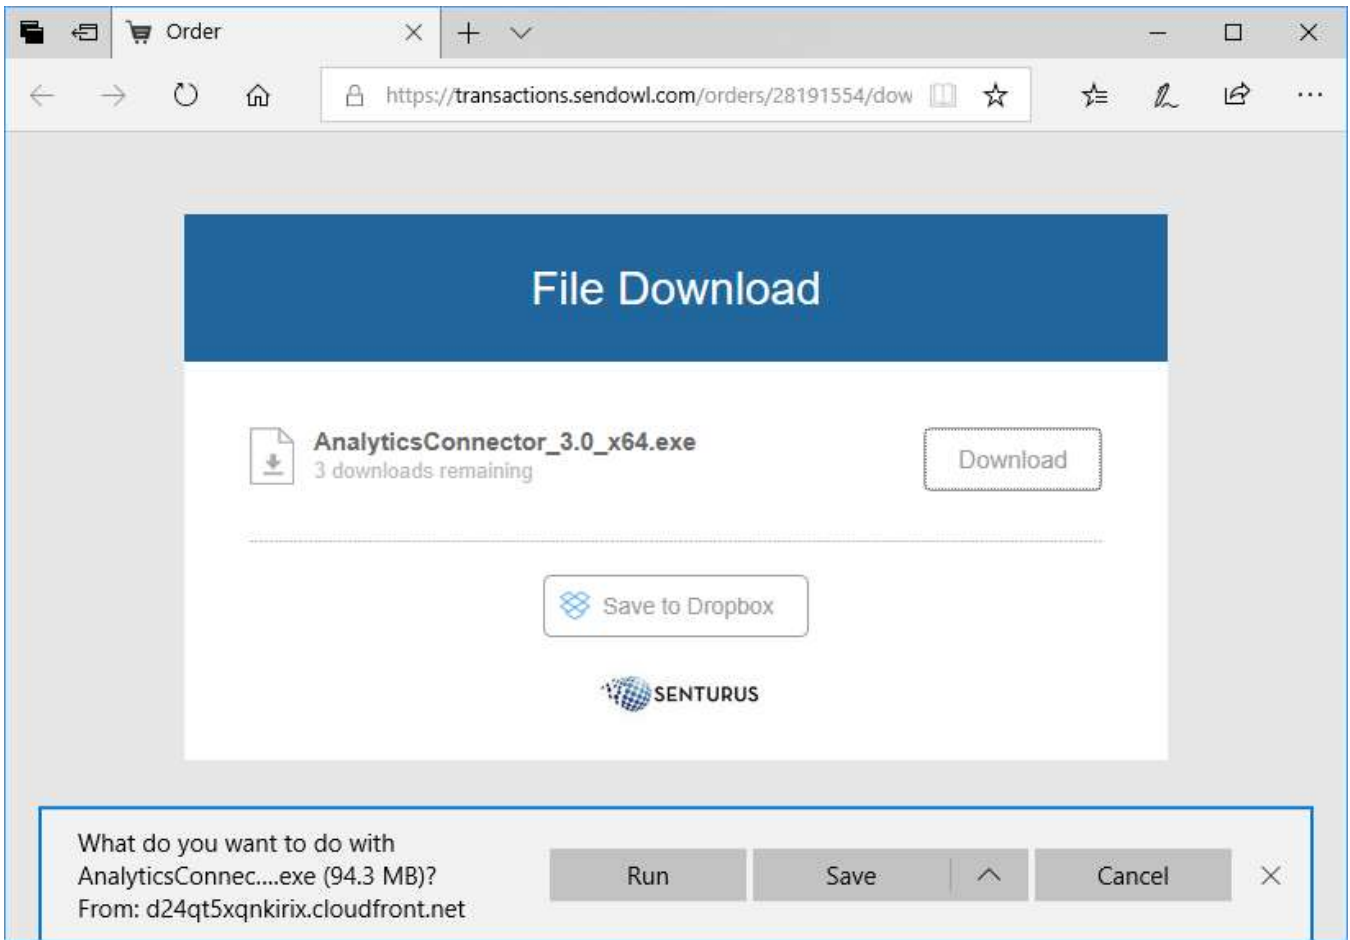 Order
https://transactions.sendowl.com/orders/28191554/dow
File Download
AnalyticsConnector_3.0_x64.exe
3 downloads remaining
Download
Save to Dropbox
SENTURUS
What do you want to do with
AnalyticsConnec....exe (94.3 MB)?
From: d24qt5xqnkirix.cloudfront.net
Run
Save
Cancel